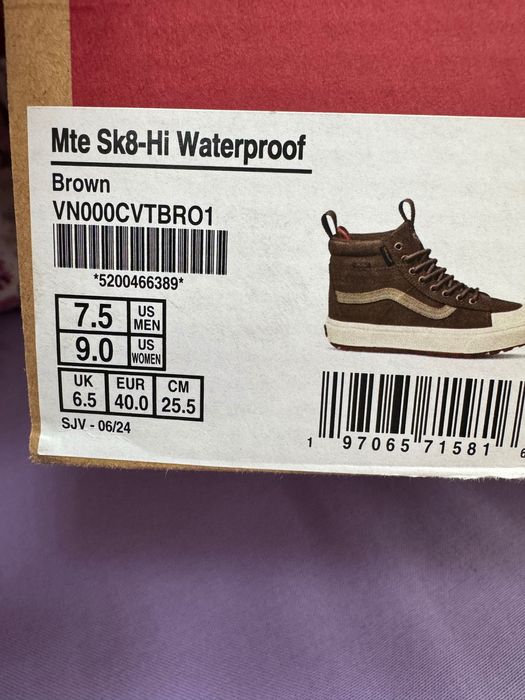 Mte Sk8-Hi Waterproof
Brown
VN000CVTBRO1
*5200466389*
7.5 US MEN
9.0 US WOMEN
UK 6.5 EUR 40.0 CM 25.5
SJV - 06/24
1 97065 71581 6